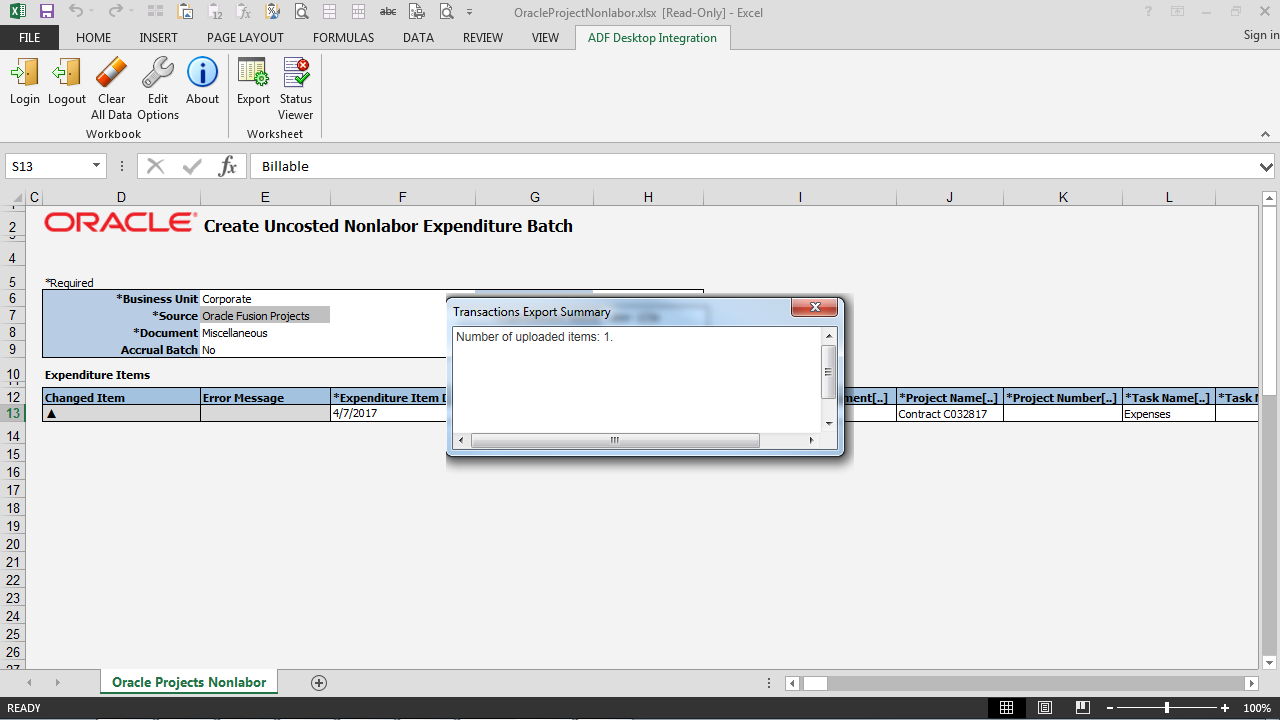 OracleProjectNonlabor.xlsx [Read-Only] - Excel
FILE HOME INSERT PAGE LAYOUT FORMULAS DATA REVIEW VIEW ADF Desktop Integration Sign in
Login Logout Clear All Data Edit Options About Export Status Viewer
Workbook Worksheet
S13 fx Billable
C D E F G H I J K L
2 ORACLE Create Uncosted Nonlabor Expenditure Batch
4
5 *Required
6 *Business Unit Corporate
7 *Source Oracle Fusion Projects
8 *Document Miscellaneous
9 Accrual Batch No
Transactions Export Summary
Number of uploaded items: 1.
10 Expenditure Items
12 Changed Item Error Message *Expenditure Item D ment[..] *Project Name[..] *Project Number[..] *Task Name[..] *Task N
13 ▲ 4/7/2017 Contract C032817 Expenses
14
15
16
17
18
19
20
21
22
23
24
25
26
27
Oracle Projects Nonlabor
READY 100%